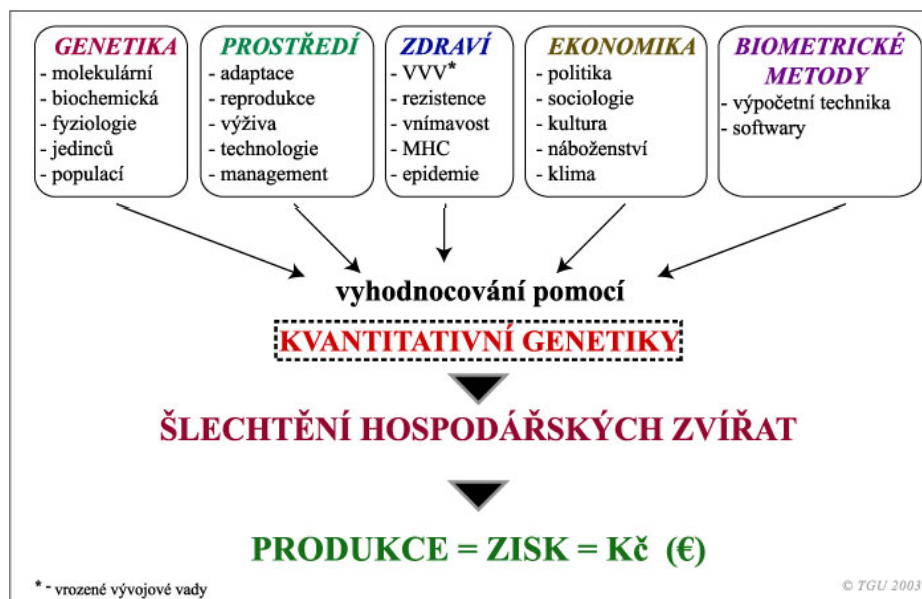 GENETIKA
- molekulární
- biochemická
- fyziologie
- jedinců
- populací
PROSTŘEDÍ
- adaptace
- reprodukce
- výživa
- technologie
- management
ZDRAVÍ
- VVV*
- rezistence
- vnímavost
- MHC
- epidemie
EKONOMIKA
- politika
- sociologie
- kultura
- náboženství
- klima
BIOMETRICKÉ
METODY
- výpočetní technika
- softwary
vyhodnocování pomocí
KVANTITATIVNÍ GENETIKY
ŠLECHTĚNÍ HOSPODÁŘSKÝCH ZVÍŘAT
PRODUKCE = ZISK = Kč (€)
* - vrozené vývojové vady
© TGU 2003